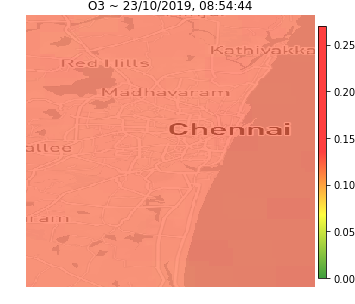 O3 ~ 23/10/2019, 08:54:44
Kathivakka
Red Hills
Madhavaram
Chennai
allee
ram
0.25
0.20
0.15
0.10
0.05
0.00